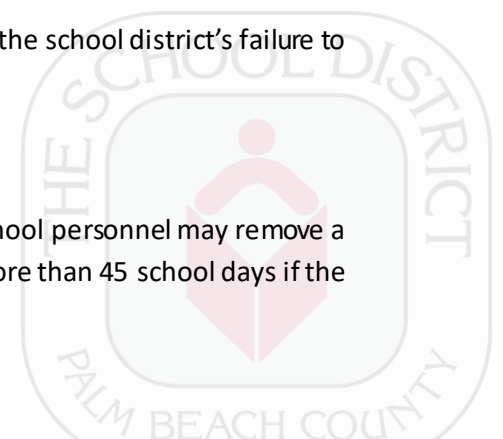 the school district’s failure to
hool personnel may remove a
ore than 45 school days if the
THE SCHOOL DISTRICT
PALM BEACH COUNTY